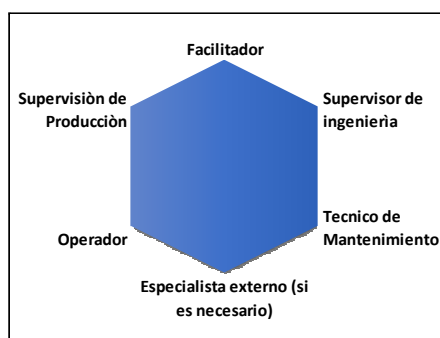 Facilitador
Supervisiòn de
Producciòn
Supervisor de
ingenierìa
Operador
Tecnico de
Mantenimiento
Especialista externo (si
es necesario)